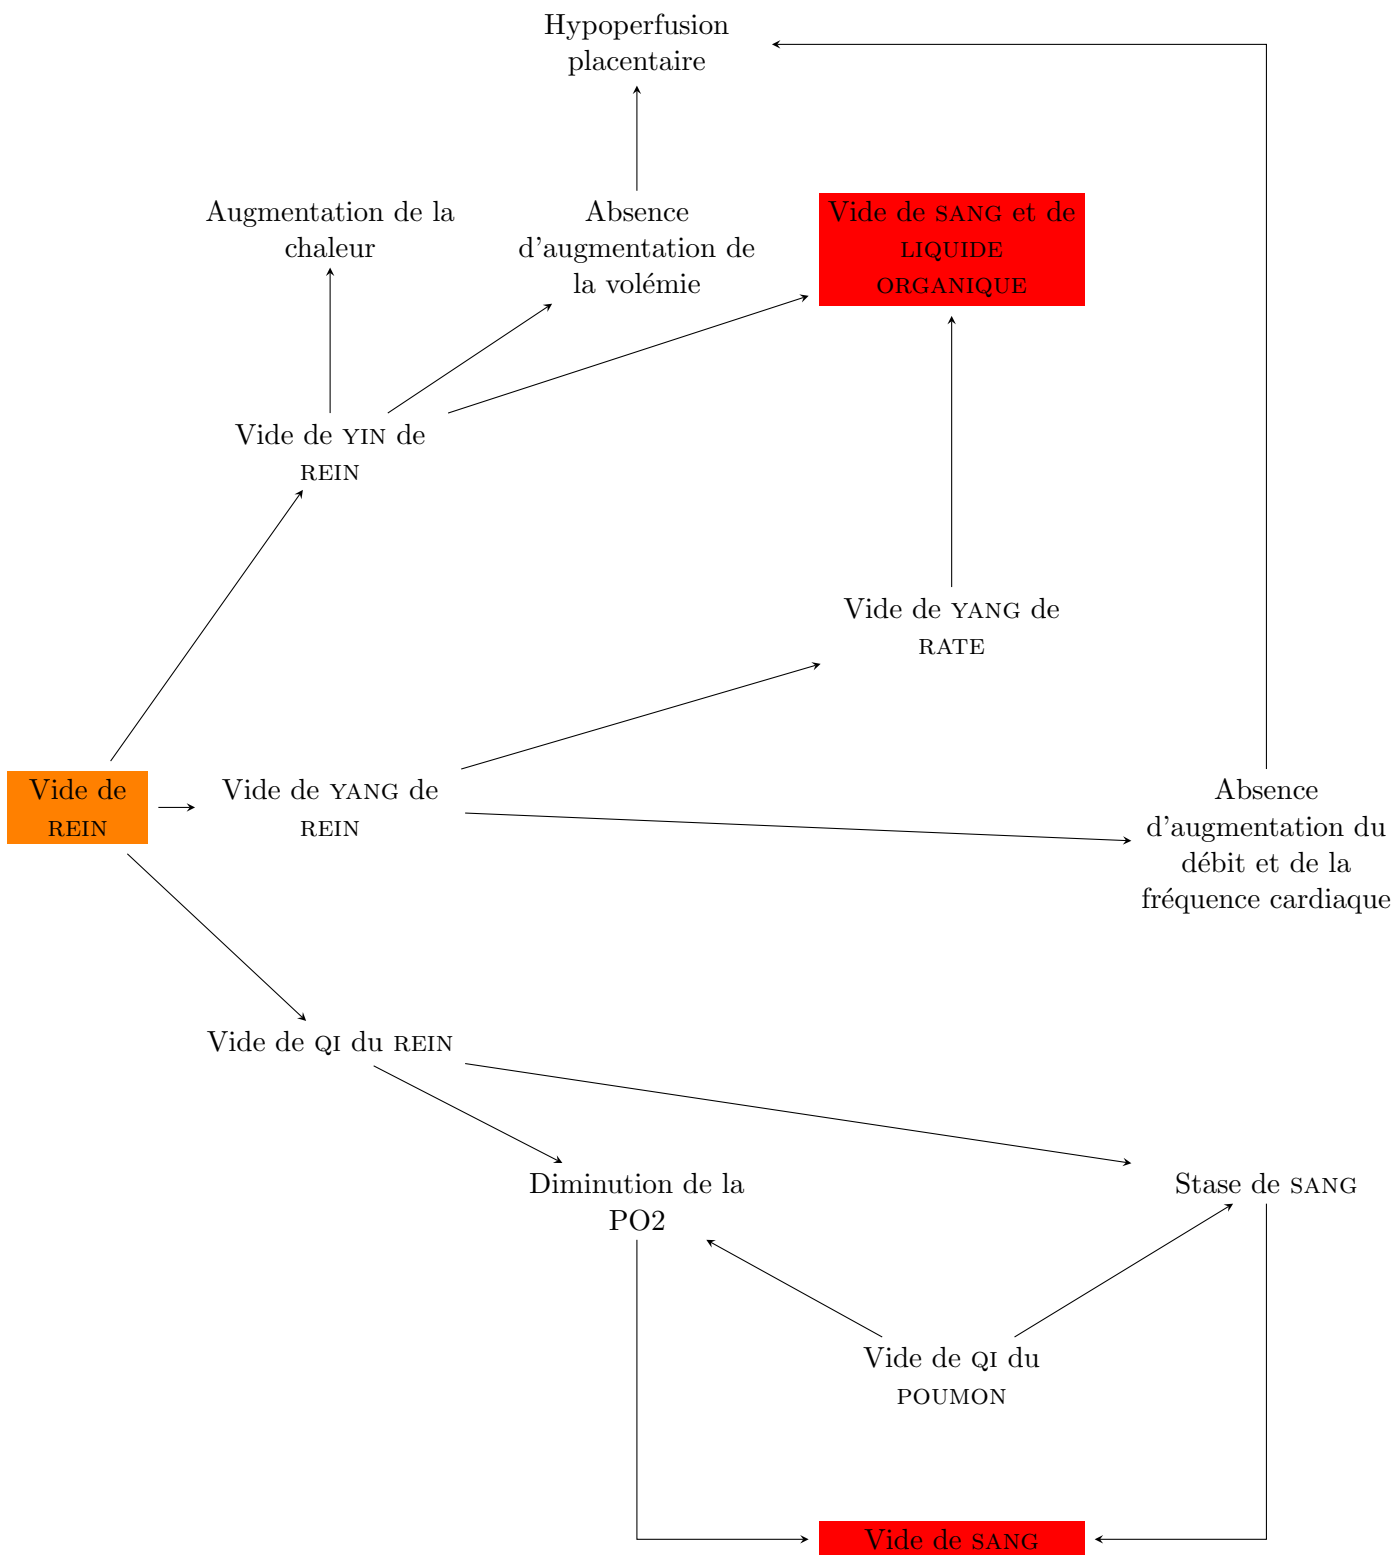 Hypoperfusion
placentaire
Augmentation de la
chaleur
Absence
d'augmentation de
la volémie
Vide de SANG et de
LIQUIDE
ORGANIQUE
Vide de YIN de
REIN
Vide de YANG de
RATE
Vide de
REIN
Vide de YANG de
REIN
Absence
d'augmentation du
débit et de la
fréquence cardiaque
Vide de QI du REIN
Diminution de la
PO2
Stase de SANG
Vide de QI du
POUMON
Vide de SANG